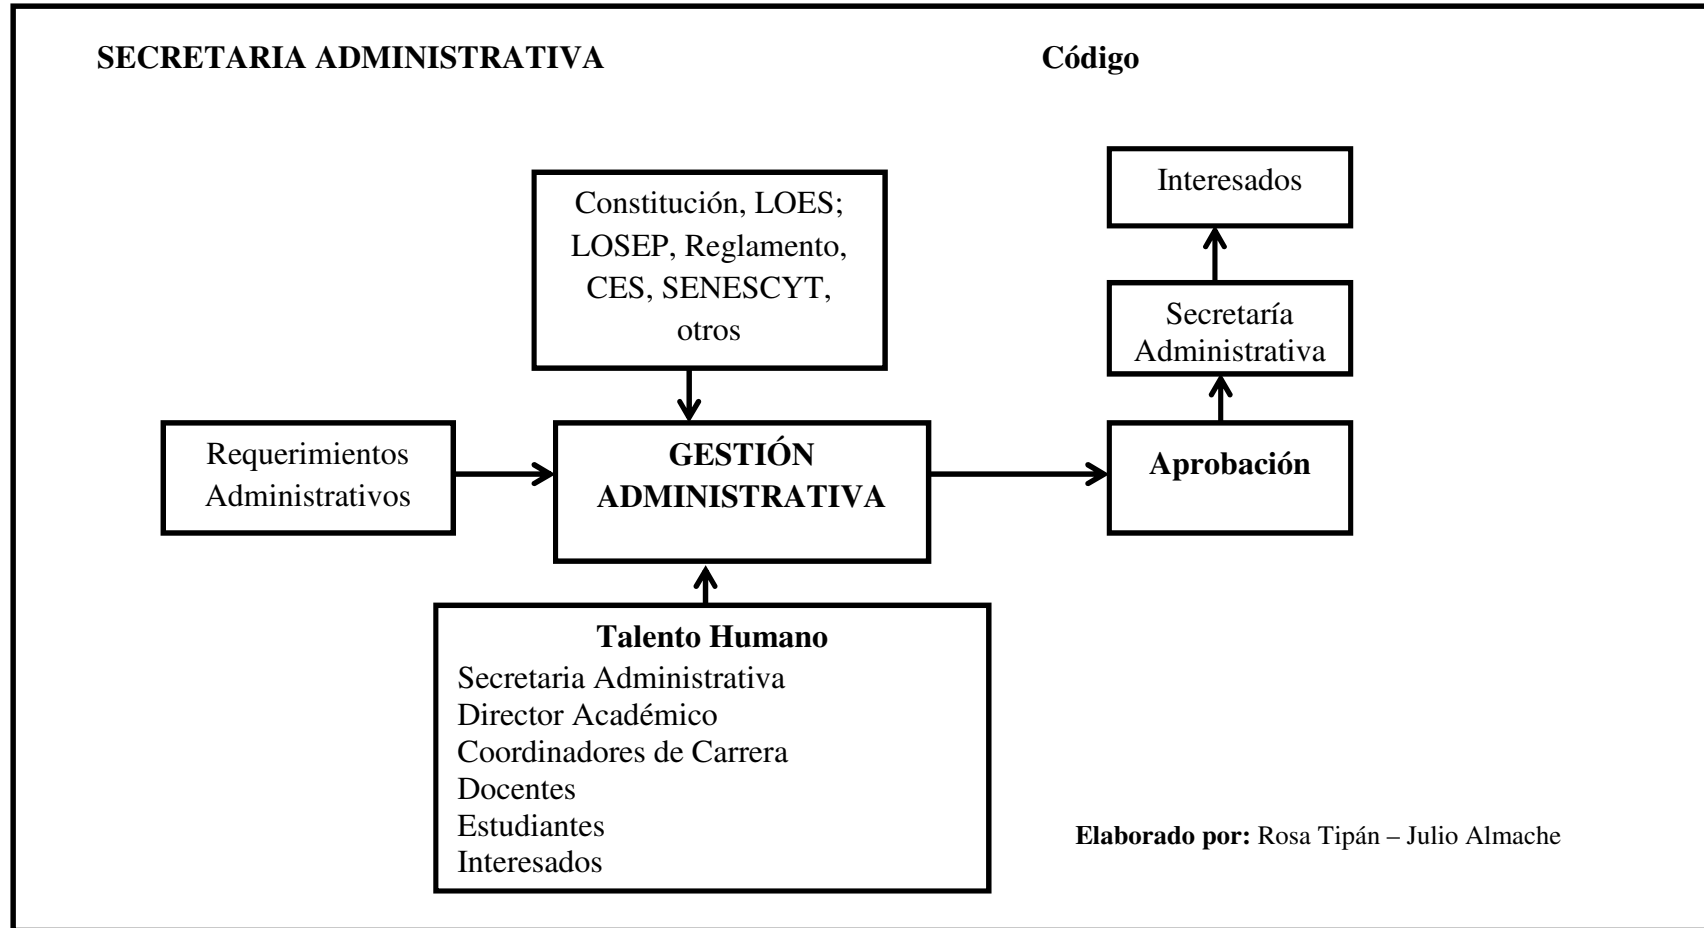 SECRETARIA ADMINISTRATIVA
Código
Constitución, LOES;
LOSEP, Reglamento,
CES, SENESCYT,
otros
Interesados
Secretaría
Administrativa
Requerimientos
Administrativos
GESTIÓN
ADMINISTRATIVA
Aprobación
Talento Humano
Secretaria Administrativa
Director Académico
Coordinadores de Carrera
Docentes
Estudiantes
Interesados
Elaborado por: Rosa Tipán – Julio Almache